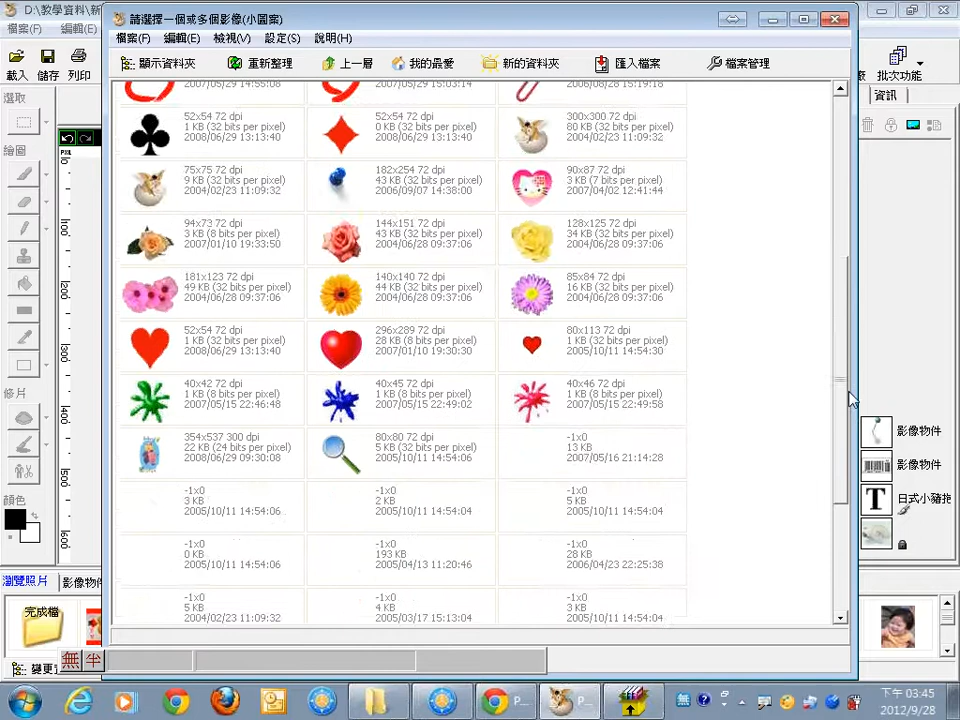 D:\教學資料\新
請選擇一個或多個影像(小圖案)
檔案(F) 編輯(E)
檔案(F) 編輯(E) 檢視(V) 設定(S) 說明(H)
載入 儲存 列印
顯示資料夾 重新整理 上一層 我的最愛 新的資料夾 匯入檔案 檔案管理
批次功能
資訊
選取
繪圖
修片
顏色
PIXEL
0
100
200
300
400
500
600
2007/05/29 14:55:08
2007/05/29 15:03:14
2006/08/28 15:19:18
52x54 72 dpi
1 KB (32 bits per pixel)
2008/06/29 13:13:40
52x54 72 dpi
0 KB (32 bits per pixel)
2008/06/29 13:13:40
300x300 72 dpi
80 KB (32 bits per pixel)
2004/02/23 11:09:32
75x75 72 dpi
9 KB (32 bits per pixel)
2004/02/23 11:09:32
182x254 72 dpi
43 KB (32 bits per pixel)
2006/09/07 14:38:00
90x87 72 dpi
3 KB (7 bits per pixel)
2007/04/02 12:41:44
94x73 72 dpi
3 KB (8 bits per pixel)
2007/01/10 19:33:50
144x151 72 dpi
43 KB (32 bits per pixel)
2004/06/28 09:37:06
128x125 72 dpi
34 KB (32 bits per pixel)
2004/06/28 09:37:06
181x123 72 dpi
49 KB (32 bits per pixel)
2004/06/28 09:37:06
140x140 72 dpi
44 KB (32 bits per pixel)
2004/06/28 09:37:06
85x84 72 dpi
16 KB (32 bits per pixel)
2004/06/28 09:37:06
52x54 72 dpi
1 KB (32 bits per pixel)
2008/06/29 13:13:40
296x289 72 dpi
28 KB (8 bits per pixel)
2007/01/10 19:30:30
80x113 72 dpi
1 KB (32 bits per pixel)
2005/10/11 14:54:30
40x42 72 dpi
1 KB (8 bits per pixel)
2007/05/15 22:46:48
40x45 72 dpi
1 KB (8 bits per pixel)
2007/05/15 22:49:02
40x46 72 dpi
1 KB (8 bits per pixel)
2007/05/15 22:49:58
354x537 300 dpi
22 KB (24 bits per pixel)
2008/06/29 09:30:08
80x80 72 dpi
5 KB (32 bits per pixel)
2005/10/11 14:54:06
-1x0
13 KB
2007/05/16 21:14:28
-1x0
3 KB
2005/10/11 14:54:06
-1x0
2 KB
2005/10/11 14:54:04
-1x0
5 KB
2005/10/11 14:54:04
-1x0
0 KB
2005/10/11 14:54:06
-1x0
193 KB
2005/04/13 11:20:46
-1x0
28 KB
2006/04/23 22:25:38
-1x0
5 KB
2004/02/23 11:09:32
-1x0
4 KB
2005/03/17 15:13:04
-1x0
3 KB
2005/10/11 14:54:04
影像物件
影像物件
T 日式小豬拖
瀏覽照片 影像物件
完成檔
變更
無 半
P...
P...
無
下午 03:45
2012/9/28